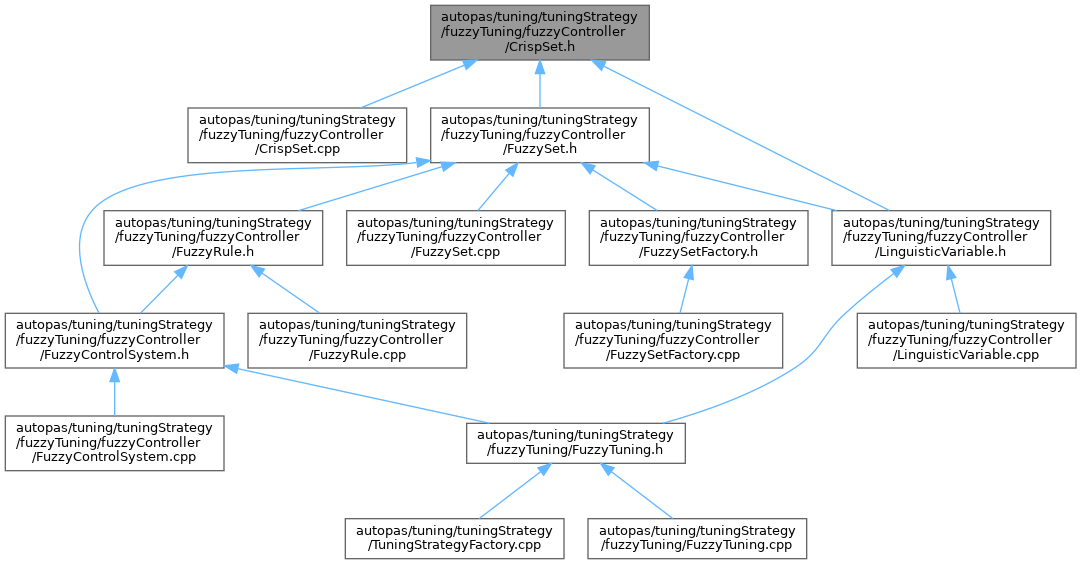 autopas/tuning/tuningStrategy
/fuzzyTuning/fuzzyController
/CrispSet.h
autopas/tuning/tuningStrategy
/fuzzyTuning/fuzzyController
/CrispSet.cpp
autopas/tuning/tuningStrategy
/fuzzyTuning/fuzzyController
/FuzzySet.h
autopas/tuning/tuningStrategy
/fuzzyTuning/fuzzyController
/FuzzyRule.h
autopas/tuning/tuningStrategy
/fuzzyTuning/fuzzyController
/FuzzySet.cpp
autopas/tuning/tuningStrategy
/fuzzyTuning/fuzzyController
/FuzzySetFactory.h
autopas/tuning/tuningStrategy
/fuzzyTuning/fuzzyController
/LinguisticVariable.h
autopas/tuning/tuningStrategy
/fuzzyTuning/fuzzyController
/FuzzyControlSystem.h
autopas/tuning/tuningStrategy
/fuzzyTuning/fuzzyController
/FuzzyRule.cpp
autopas/tuning/tuningStrategy
/fuzzyTuning/fuzzyController
/FuzzySetFactory.cpp
autopas/tuning/tuningStrategy
/fuzzyTuning/fuzzyController
/LinguisticVariable.cpp
autopas/tuning/tuningStrategy
/fuzzyTuning/fuzzyController
/FuzzyControlSystem.cpp
autopas/tuning/tuningStrategy
/fuzzyTuning/FuzzyTuning.h
autopas/tuning/tuningStrategy
/TuningStrategyFactory.cpp
autopas/tuning/tuningStrategy
/fuzzyTuning/FuzzyTuning.cpp